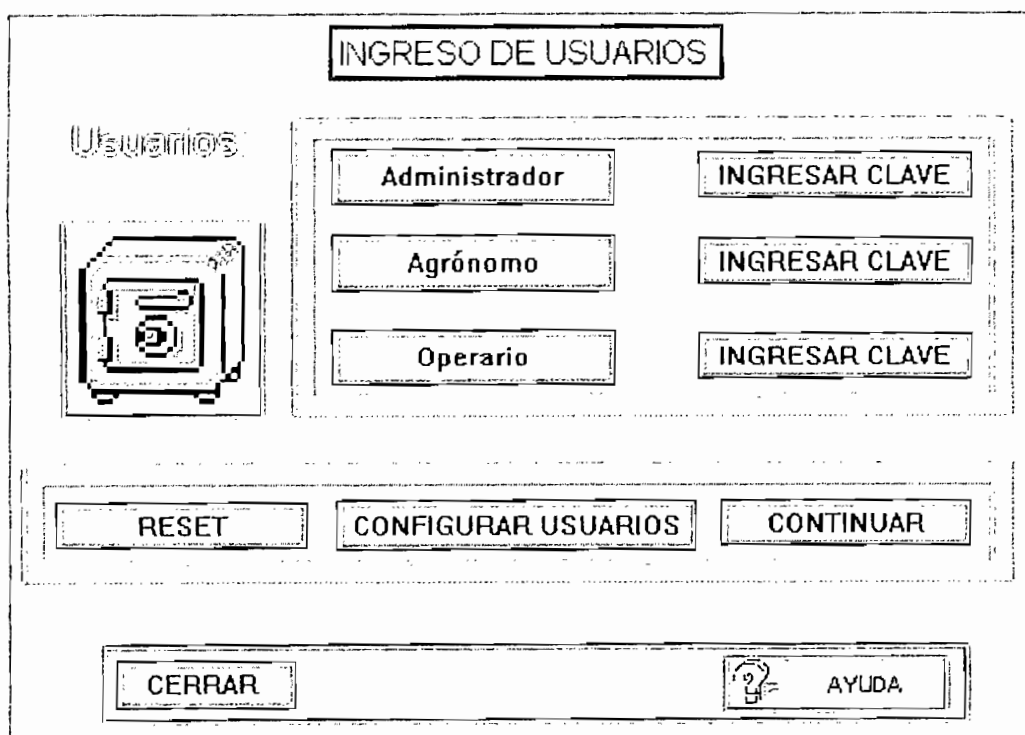 INGRESO DE USUARIOS
Usuarios
Administrador INGRESAR CLAVE
Agrónomo INGRESAR CLAVE
Operario INGRESAR CLAVE
RESET CONFIGURAR USUARIOS CONTINUAR
CERRAR AYUDA